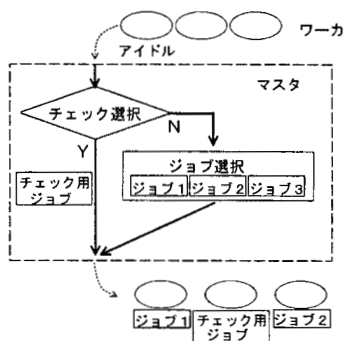 ワーカ
アイドル
マスタ
チェック選択
N
Y
チェック用
ジョブ
ジョブ選択
ジョブ1 ジョブ2 ジョブ3
ジョブ1 チェック用 ジョブ2
ジョブ